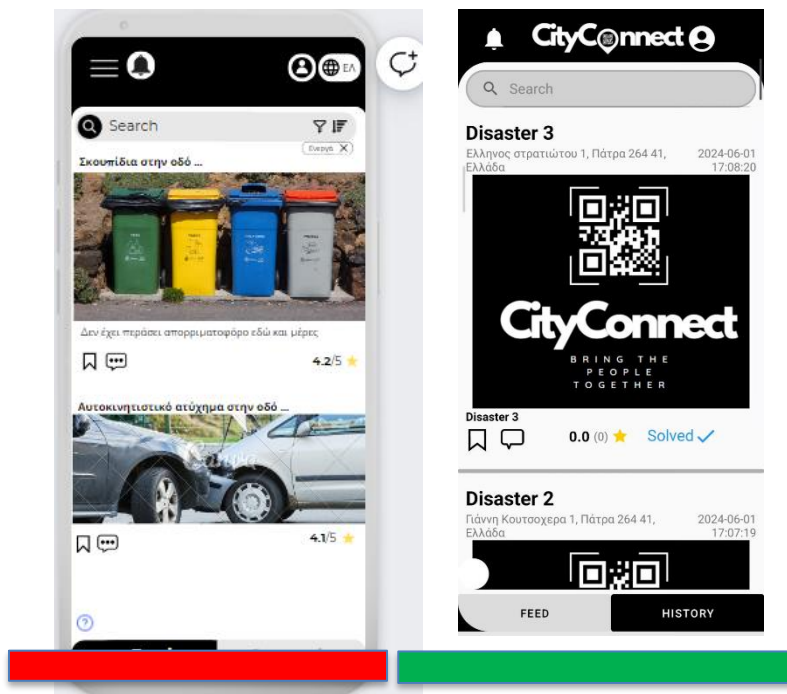 ΕΛ
Search
Ενεργά X
Σκουπίδια στην οδό ...
Δεν έχει περάσει απορριματοφόρο εδώ και μέρες
4.2/5
Αυτοκινητιστικό ατύχημα στην οδό ...
Canva
4.1/5
CityConnect
Search
Disaster 3
Ελληνος στρατιώτου 1, Πάτρα 264 41, Ελλάδα
2024-06-01 17:08:20
CityConnect
BRING THE
PEOPLE
TOGETHER
Disaster 3
0.0 (0)
Solved
Disaster 2
Γιάννη Κουτσοχερα 1, Πάτρα 264 41, Ελλάδα
2024-06-01 17:07:19
FEED
HISTORY